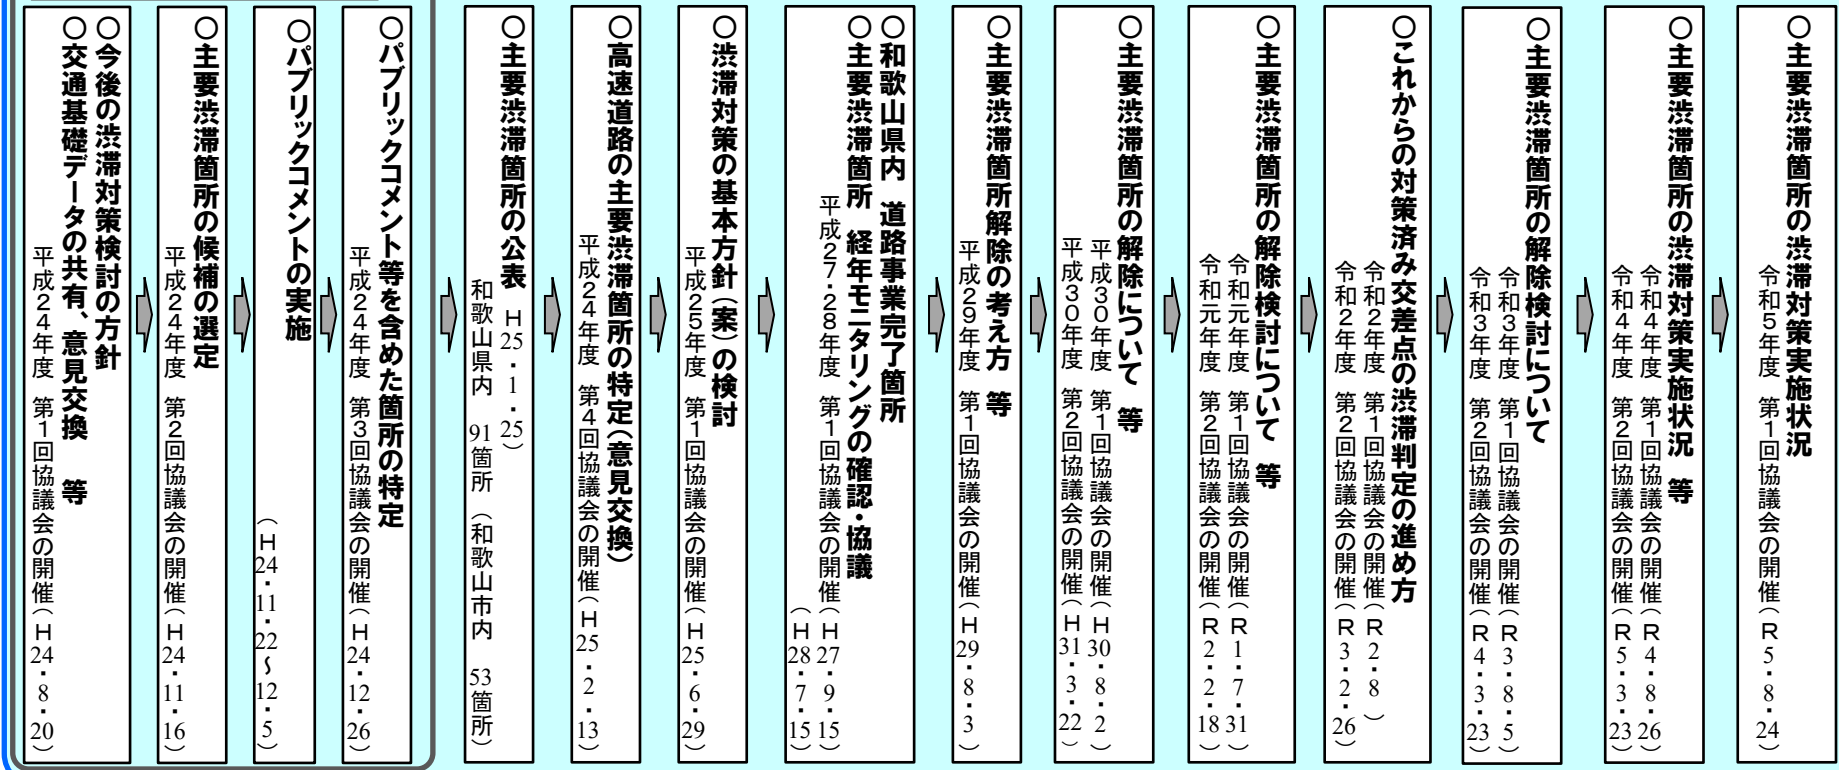 ○今後の渋滞対策検討の方針
○交通基礎データの共有、意見交換　等
平成２４年度　第１回協議会の開催（Ｈ24・8・20）
○主要渋滞箇所の候補の選定
平成２４年度　第２回協議会の開催（Ｈ24・11・16）
○パブリックコメントの実施
（Ｈ24・11・22～12・5）
○パブリックコメント等を含めた箇所の特定
平成２４年度　第３回協議会の開催（Ｈ24・12・26）
○主要渋滞箇所の公表　Ｈ25・1・25）
和歌山県内　91箇所　（和歌山市内　53箇所）
○高速道路の主要渋滞箇所の特定（意見交換）
平成２４年度　第４回協議会の開催（Ｈ25・2・13）
○渋滞対策の基本方針（案）の検討
平成２５年度　第１回協議会の開催（Ｈ25・6・29）
○和歌山県内　道路事業完了箇所
○主要渋滞箇所　経年モニタリングの確認・協議
平成２７・２８年度　第１回協議会の開催（Ｈ27・9・15）
（Ｈ28・7・15）
○主要渋滞箇所解除の考え方　等
平成２９年度　第１回協議会の開催（Ｈ29・8・3）
○主要渋滞箇所の解除について　等
平成３０年度　第１回協議会の開催（Ｈ30・8・2）
平成３０年度　第２回協議会の開催（Ｈ31・3・22）
○主要渋滞箇所の解除検討について　等
令和元年度　第１回協議会の開催（Ｒ1・7・31）
令和元年度　第２回協議会の開催（Ｒ2・2・18）
○これからの対策済み交差点の渋滞判定の進め方
令和２年度　第１回協議会の開催（Ｒ2・8　）
令和２年度　第２回協議会の開催（Ｒ3・2・26）
○主要渋滞箇所の解除検討について
令和３年度　第１回協議会の開催（Ｒ3・8・5）
令和３年度　第２回協議会の開催（Ｒ4・3・23）
○主要渋滞箇所の渋滞対策実施状況　等
令和４年度　第１回協議会の開催（Ｒ4・8・26）
令和４年度　第２回協議会の開催（Ｒ5・3・23）
○主要渋滞箇所の渋滞対策実施状況
令和５年度　第１回協議会の開催（Ｒ5・8・24）